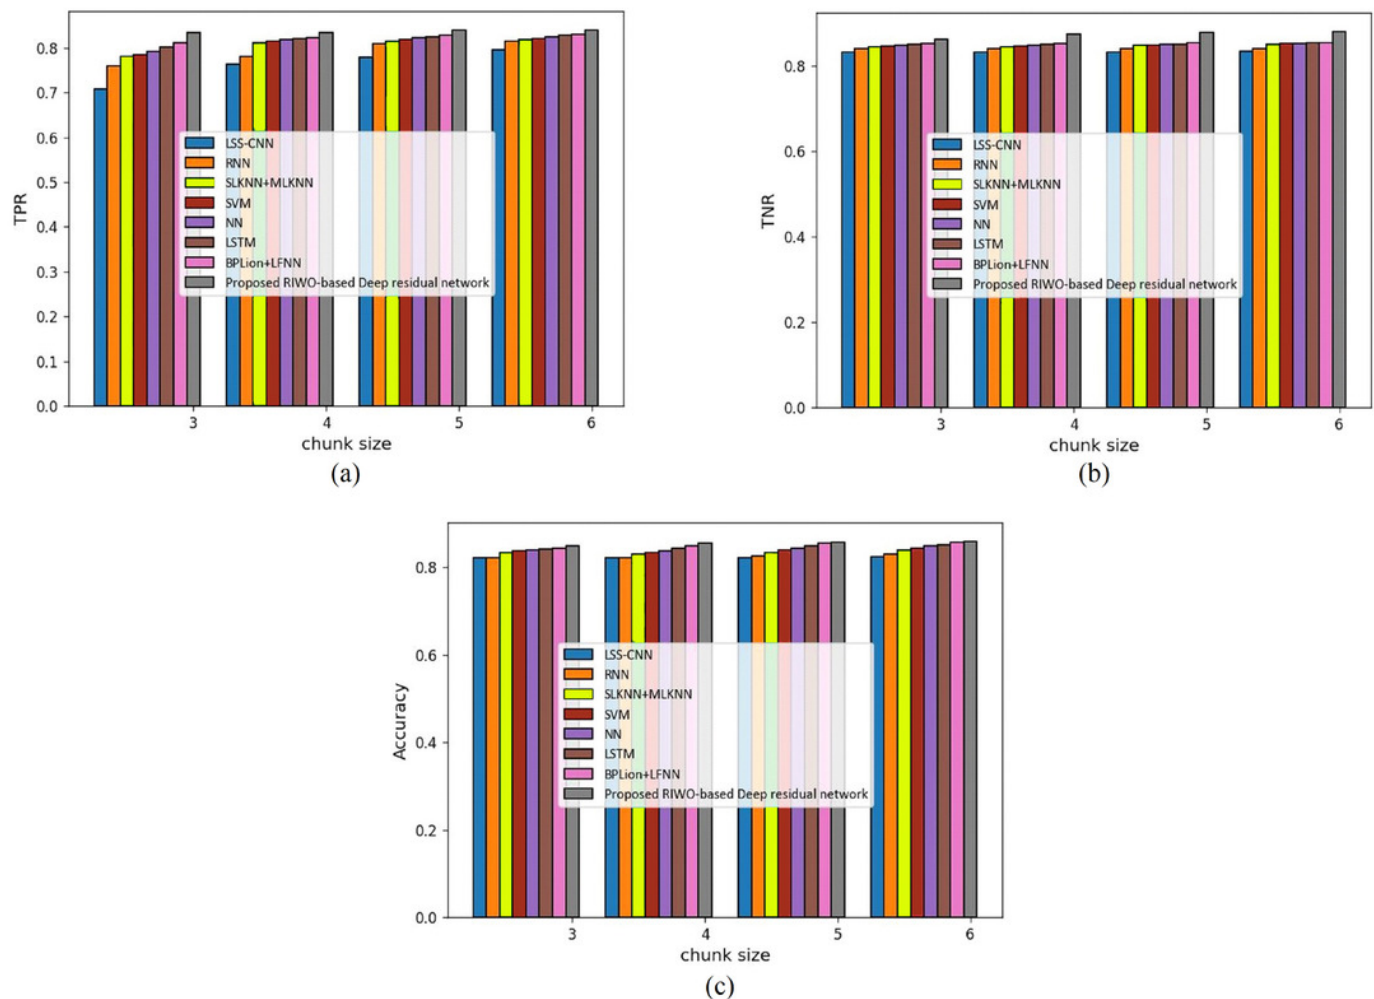 TPR
0.8
0.7
0.6
0.5
0.4
0.3
0.2
0.1
0.0
LSS-CNN
RNN
SLKNN+MLKNN
SVM
NN
LSTM
BPLion+LFNN
Proposed RIWO-based Deep residual network
3 4 5 6
chunk size
(a)
TNR
0.8
0.6
0.4
0.2
0.0
LSS-CNN
RNN
SLKNN+MLKNN
SVM
NN
LSTM
BPLion+LFNN
Proposed RIWO-based Deep residual network
3 4 5 6
chunk size
(b)
Accuracy
0.8
0.6
0.4
0.2
0.0
LSS-CNN
RNN
SLKNN+MLKNN
SVM
NN
LSTM
BPLion+LFNN
Proposed RIWO-based Deep residual network
3 4 5 6
chunk size
(c)